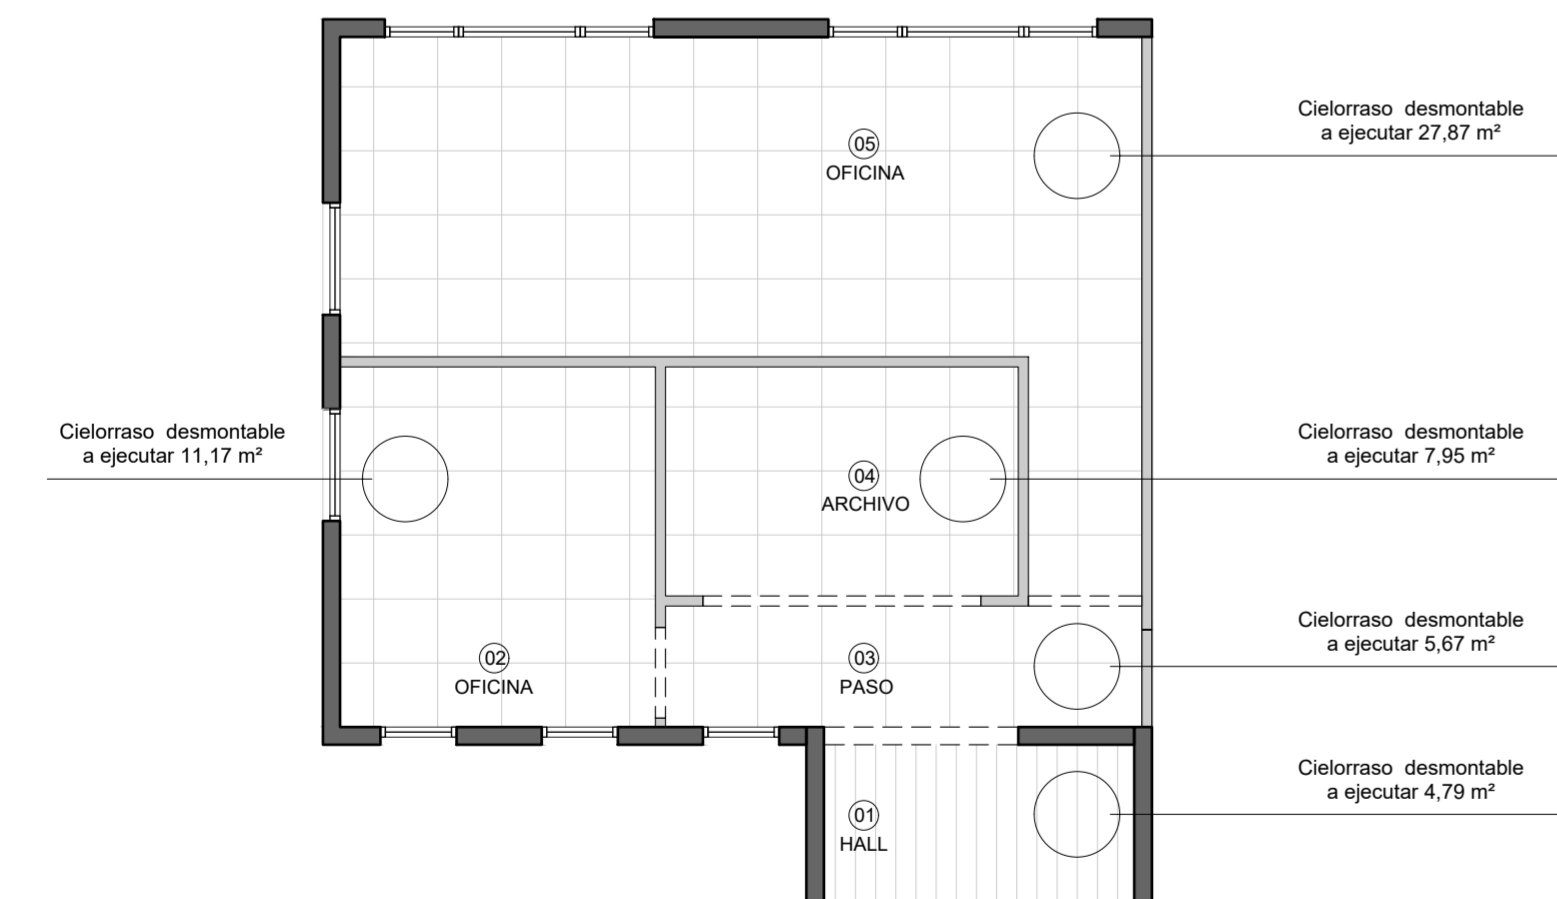 Cielorraso desmontable
a ejecutar 27,87 m²
05
OFICINA
Cielorraso desmontable
a ejecutar 11,17 m²
04
ARCHIVO
Cielorraso desmontable
a ejecutar 7,95 m²
02
OFICINA
03
PASO
Cielorraso desmontable
a ejecutar 5,67 m²
01
HALL
Cielorraso desmontable
a ejecutar 4,79 m²